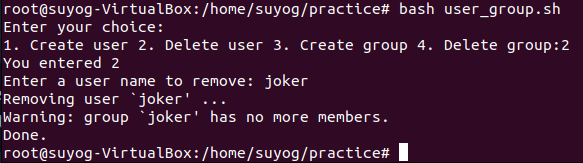 root@suyog-VirtualBox:/home/suyog/practice# bash user_group.sh
Enter your choice:
1. Create user 2. Delete user 3. Create group 4. Delete group:2
You entered 2
Enter a user name to remove: joker
Removing user `joker' ...
Warning: group `joker' has no more members.
Done.
root@suyog-VirtualBox:/home/suyog/practice#